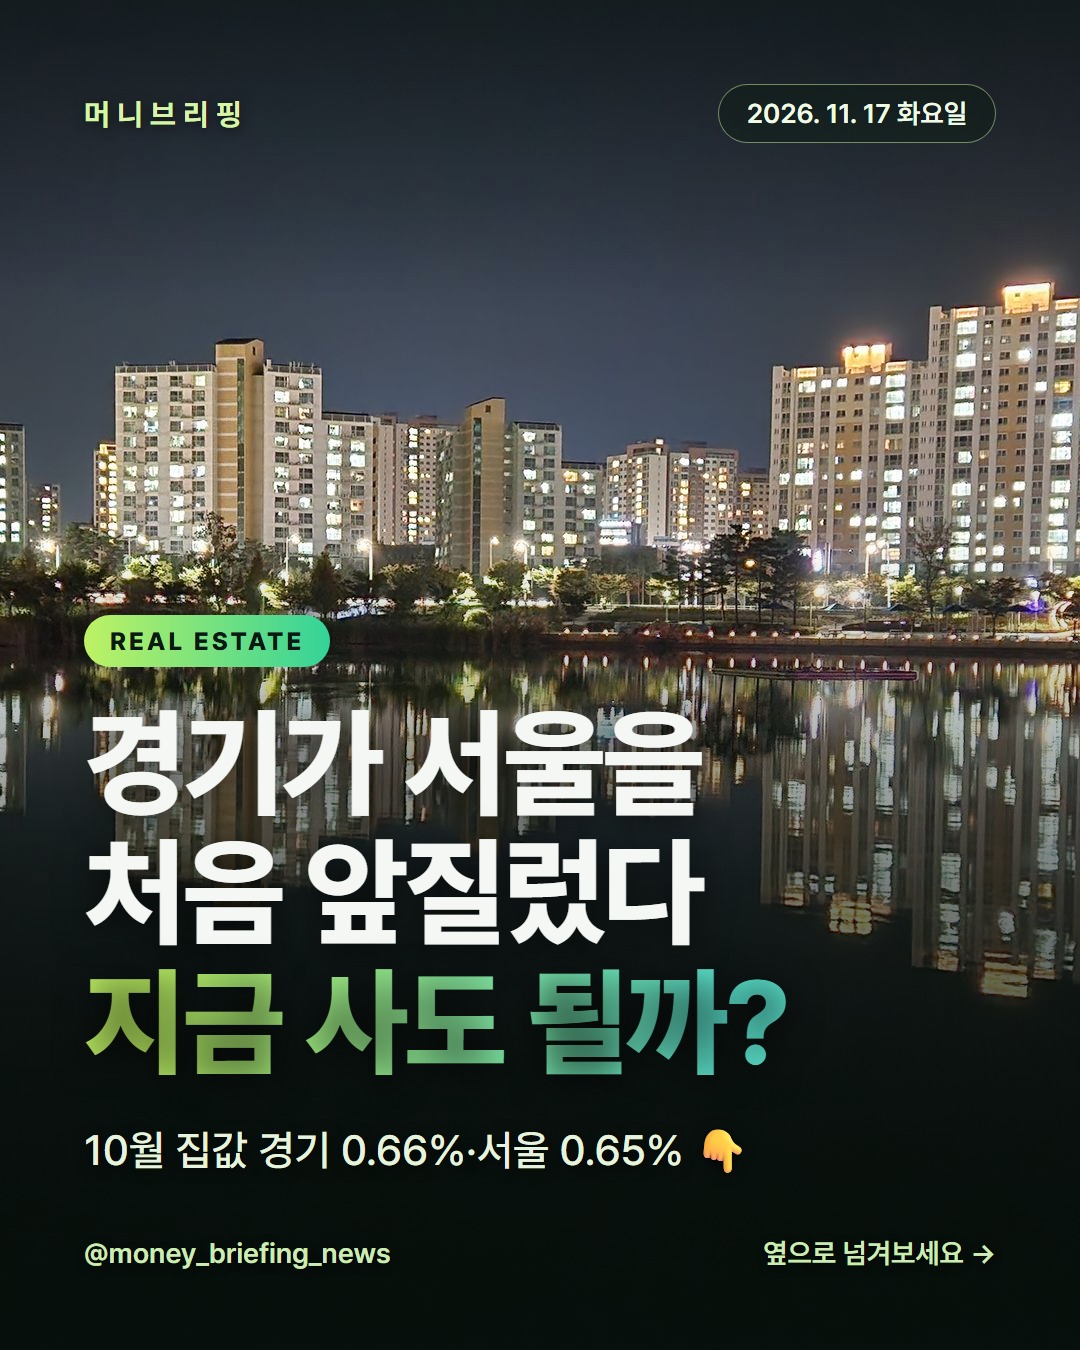 머니브리핑
2026. 11. 17 화요일
REAL ESTATE
경기가 서울을
처음 앞질렀다
지금 사도 될까?
10월 집값 경기 0.66%·서울 0.65% 👇
@money_briefing_news
옆으로 넘겨보세요 →